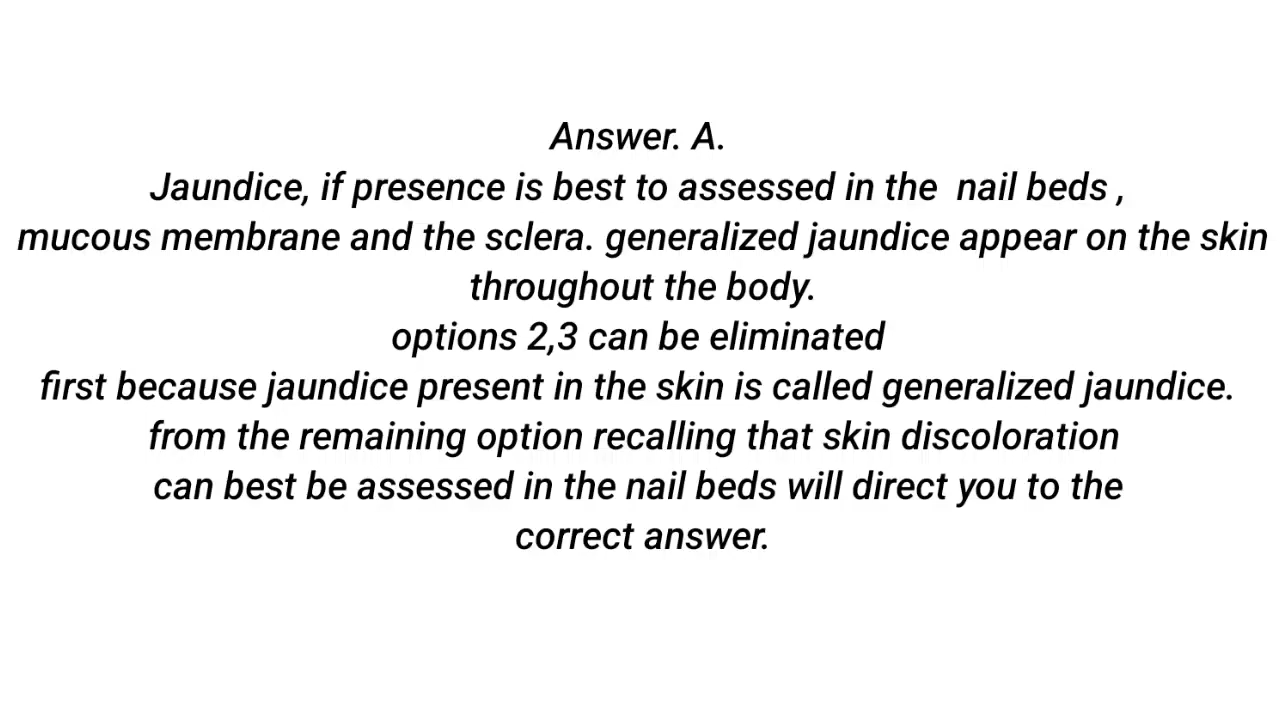 Answer. A.
Jaundice, if presence is best to assessed in the nail beds ,
mucous membrane and the sclera. generalized jaundice appear on the skin
throughout the body.
options 2,3 can be eliminated
first because jaundice present in the skin is called generalized jaundice.
from the remaining option recalling that skin discoloration
can best be assessed in the nail beds will direct you to the
correct answer.